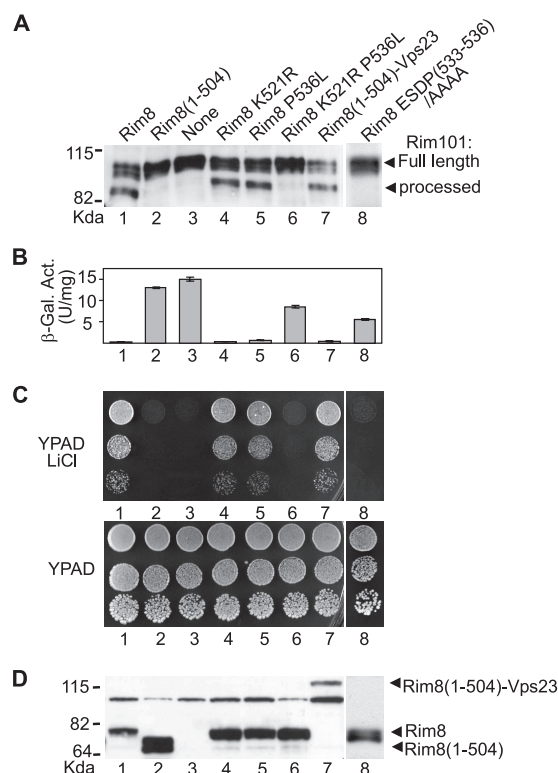 A
Rim8
Rim8(1-504)
None
Rim8 K521R
Rim8 P536L
Rim8 K521R P536L
Rim8(1-504)-Vps23
Rim8 ESDP(533-536)
/AAAA
Rim101:
115
Full length
processed
82
Kda 1 2 3 4 5 6 7 8
B
β-Gal. Act.
(U/mg)
15
10
5
1 2 3 4 5 6 7 8
C
YPAD
LiCl
1 2 3 4 5 6 7 8
YPAD
1 2 3 4 5 6 7 8
D
115
Rim8(1-504)-Vps23
82
Rim8
64
Rim8(1-504)
Kda 1 2 3 4 5 6 7 8